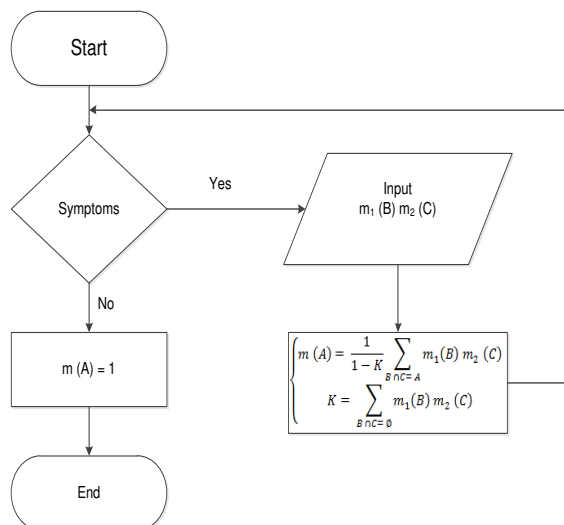 Start
Symptoms
Yes
Input
m₁ (B) m₂ (C)
No
m (A) = 1
m (A) = 1/(1 − K) ∑_{B ∩C= A} m₁(B) m₂ (C)
K = ∑_{B ∩C= Ø} m₁(B) m₂ (C)
End